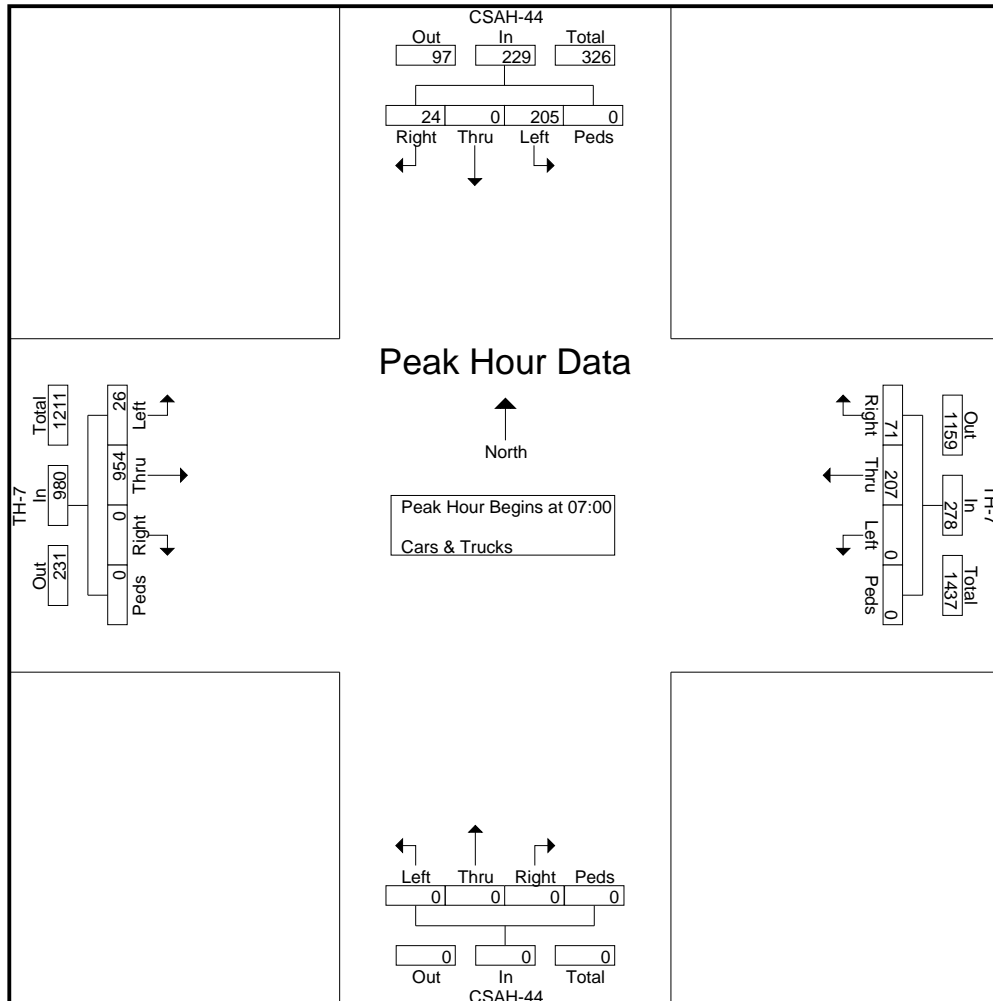 CSAH-44
Out In Total
97 229 326
24 0 205 0
Right Thru Left Peds
Peak Hour Data
North
Peak Hour Begins at 07:00
Cars & Trucks
TH-7
Total In Out
1211 980 231
26 954 0 0
Left Thru Right Peds
TH-7
Out In Total
1159 278 1437
71 207 0 0
Right Thru Left Peds
Left Thru Right Peds
0 0 0 0
0 0 0
Out In Total
CSAH-44